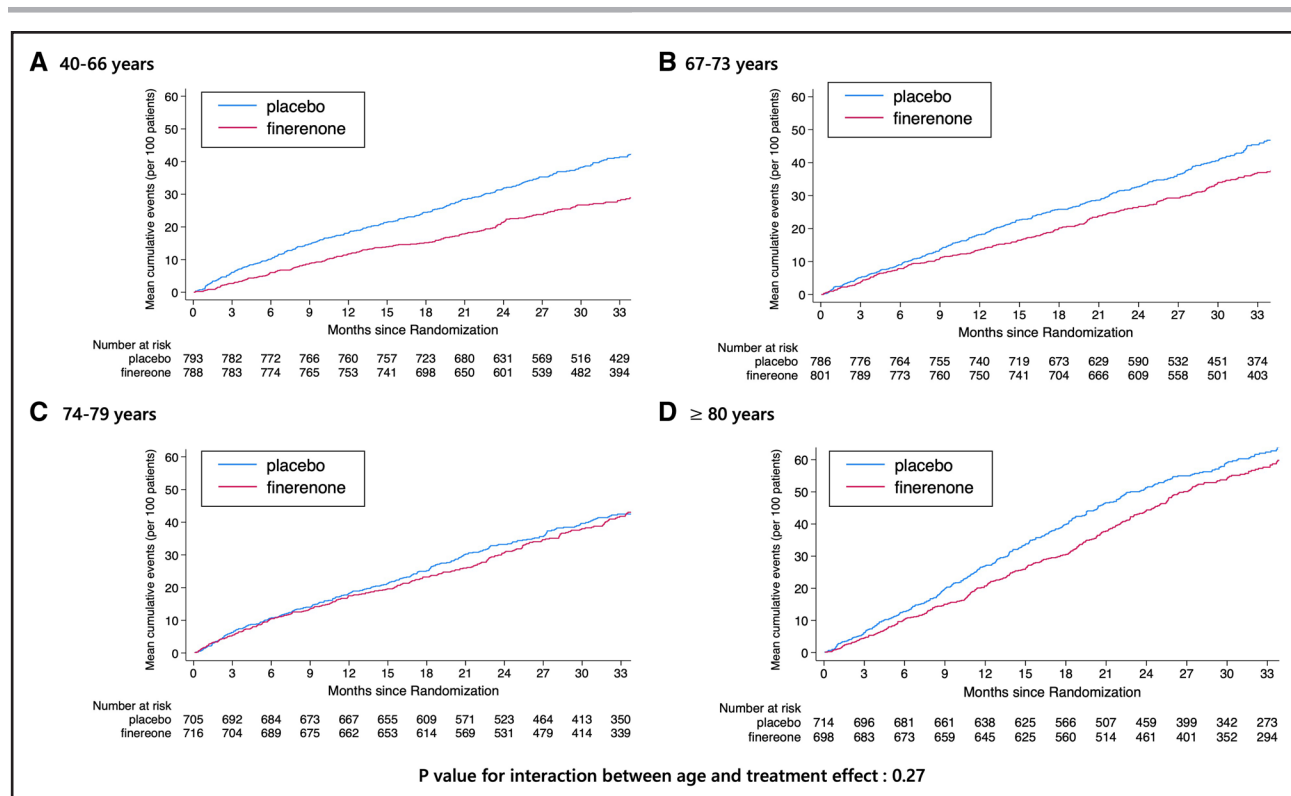 A 40-66 years
Mean cumulative events (per 100 patients)
60
50
40
30
20
10
0
placebo
finerenone
0 3 6 9 12 15 18 21 24 27 30 33
Months since Randomization
Number at risk
placebo 793 782 772 766 760 757 723 680 631 569 516 429
finereone 788 783 774 765 753 741 698 650 601 539 482 394
B 67-73 years
Mean cumulative events (per 100 patients)
60
50
40
30
20
10
0
placebo
finerenone
0 3 6 9 12 15 18 21 24 27 30 33
Months since Randomization
Number at risk
placebo 786 776 764 755 740 719 673 629 590 532 451 374
finereone 801 789 773 760 750 741 704 666 609 558 501 403
C 74-79 years
Mean cumulative events (per 100 patients)
60
50
40
30
20
10
0
placebo
finerenone
0 3 6 9 12 15 18 21 24 27 30 33
Months since Randomization
Number at risk
placebo 705 692 684 673 667 655 609 571 523 464 413 350
finereone 716 704 689 675 662 653 614 569 531 479 414 339
D ≥ 80 years
Mean cumulative events (per 100 patients)
60
50
40
30
20
10
0
placebo
finerenone
0 3 6 9 12 15 18 21 24 27 30 33
Months since Randomization
Number at risk
placebo 714 696 681 661 638 625 566 507 459 399 342 273
finereone 698 683 673 659 645 625 560 514 461 401 352 294
P value for interaction between age and treatment effect : 0.27